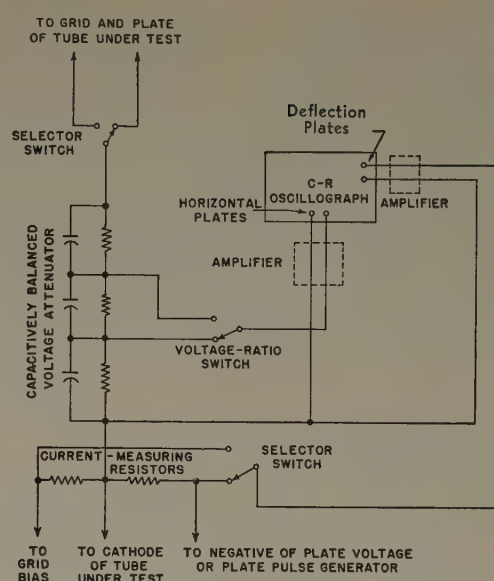 TO GRID AND PLATE
OF TUBE UNDER TEST
SELECTOR
SWITCH
Deflection
Plates
C-R
OSCILLOGRAPH
AMPLIFIER
HORIZONTAL
PLATES
AMPLIFIER
CAPACITIVELY BALANCED
VOLTAGE ATTENUATOR
VOLTAGE-RATIO
SWITCH
CURRENT-MEASURING
RESISTORS
SELECTOR
SWITCH
TO
GRID
BIAS
TO CATHODE
OF TUBE
UNDER TEST
TO NEGATIVE OF PLATE VOLTAGE
OR PLATE PULSE GENERATOR